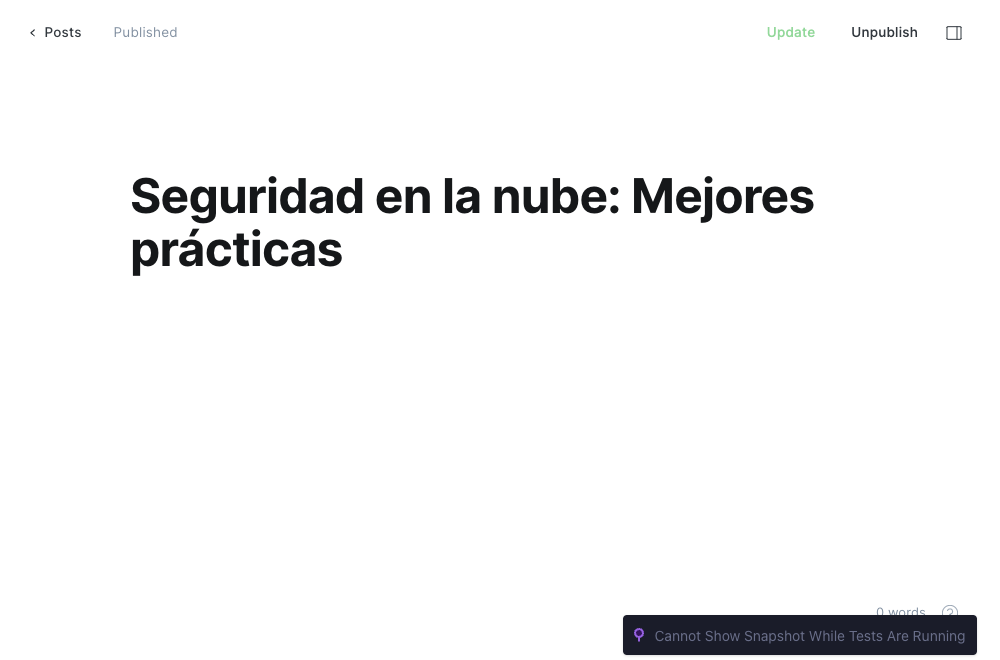 Posts
Published
Update
Unpublish
Seguridad en la nube: Mejores
prácticas
0 words
Cannot Show Snapshot While Tests Are Running